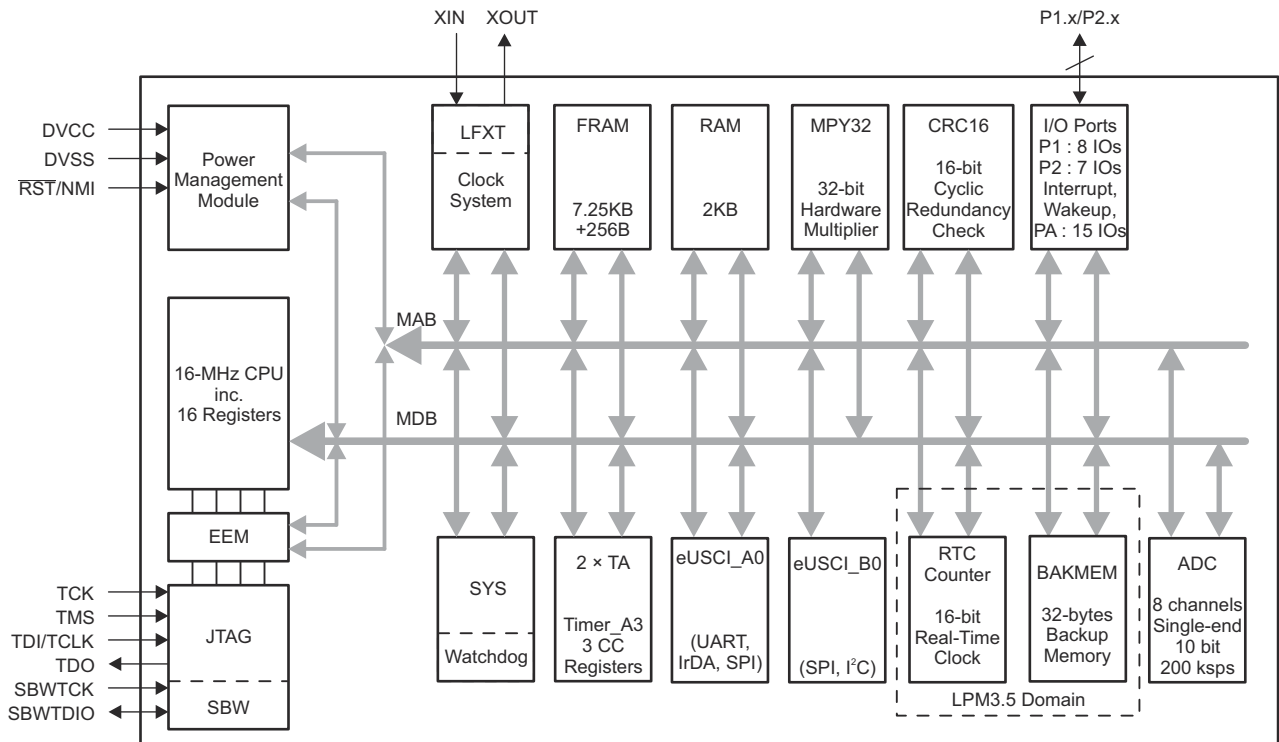 XIN
XOUT
P1.x/P2.x
DVCC
DVSS
RST/NMI
Power
Management
Module
LFXT
Clock
System
FRAM
7.25KB
+256B
RAM
2KB
MPY32
32-bit
Hardware
Multiplier
CRC16
16-bit
Cyclic
Redundancy
Check
I/O Ports
P1 : 8 IOs
P2 : 7 IOs
Interrupt,
Wakeup,
PA : 15 IOs
MAB
16-MHz CPU
inc.
16 Registers
MDB
EEM
TCK
TMS
TDI/TCLK
TDO
SBWTCK
SBWTDIO
JTAG
SBW
SYS
Watchdog
2 × TA
Timer_A3
3 CC
Registers
eUSCI_A0
(UART,
IrDA, SPI)
eUSCI_B0
(SPI, I²C)
RTC
Counter
16-bit
Real-Time
Clock
BAKMEM
32-bytes
Backup
Memory
LPM3.5 Domain
ADC
8 channels
Single-end
10 bit
200 ksps